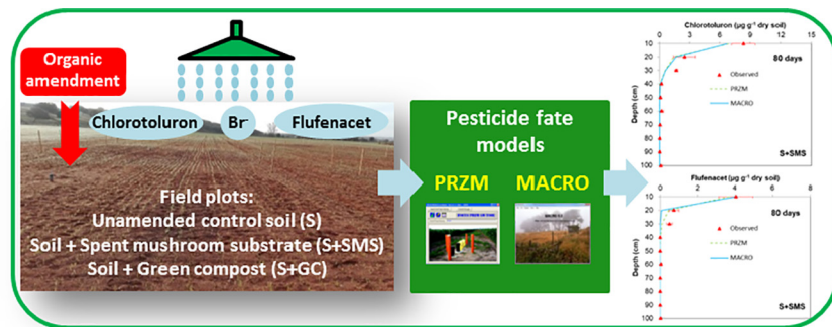 Organic
amendment
Chlorotoluron
Br-
Flufenacet
Field plots:
Unamended control soil (S)
Soil + Spent mushroom substrate (S+SMS)
Soil + Green compost (S+GC)
Pesticide fate
models
PRZM
MACRO
Chlorotoluron (µg g-1 dry soil)
0 3 6 9 12 15
10
20
30
40
50
60
70
80
90
100
Depth (cm)
80 days
Observed
PRZM
MACRO
S+SMS
Flufenacet (µg g-1 dry soil)
0 2 4 6 8
10
20
30
40
50
60
70
80
90
100
Depth (cm)
80 days
Observed
PRZM
MACRO
S+SMS